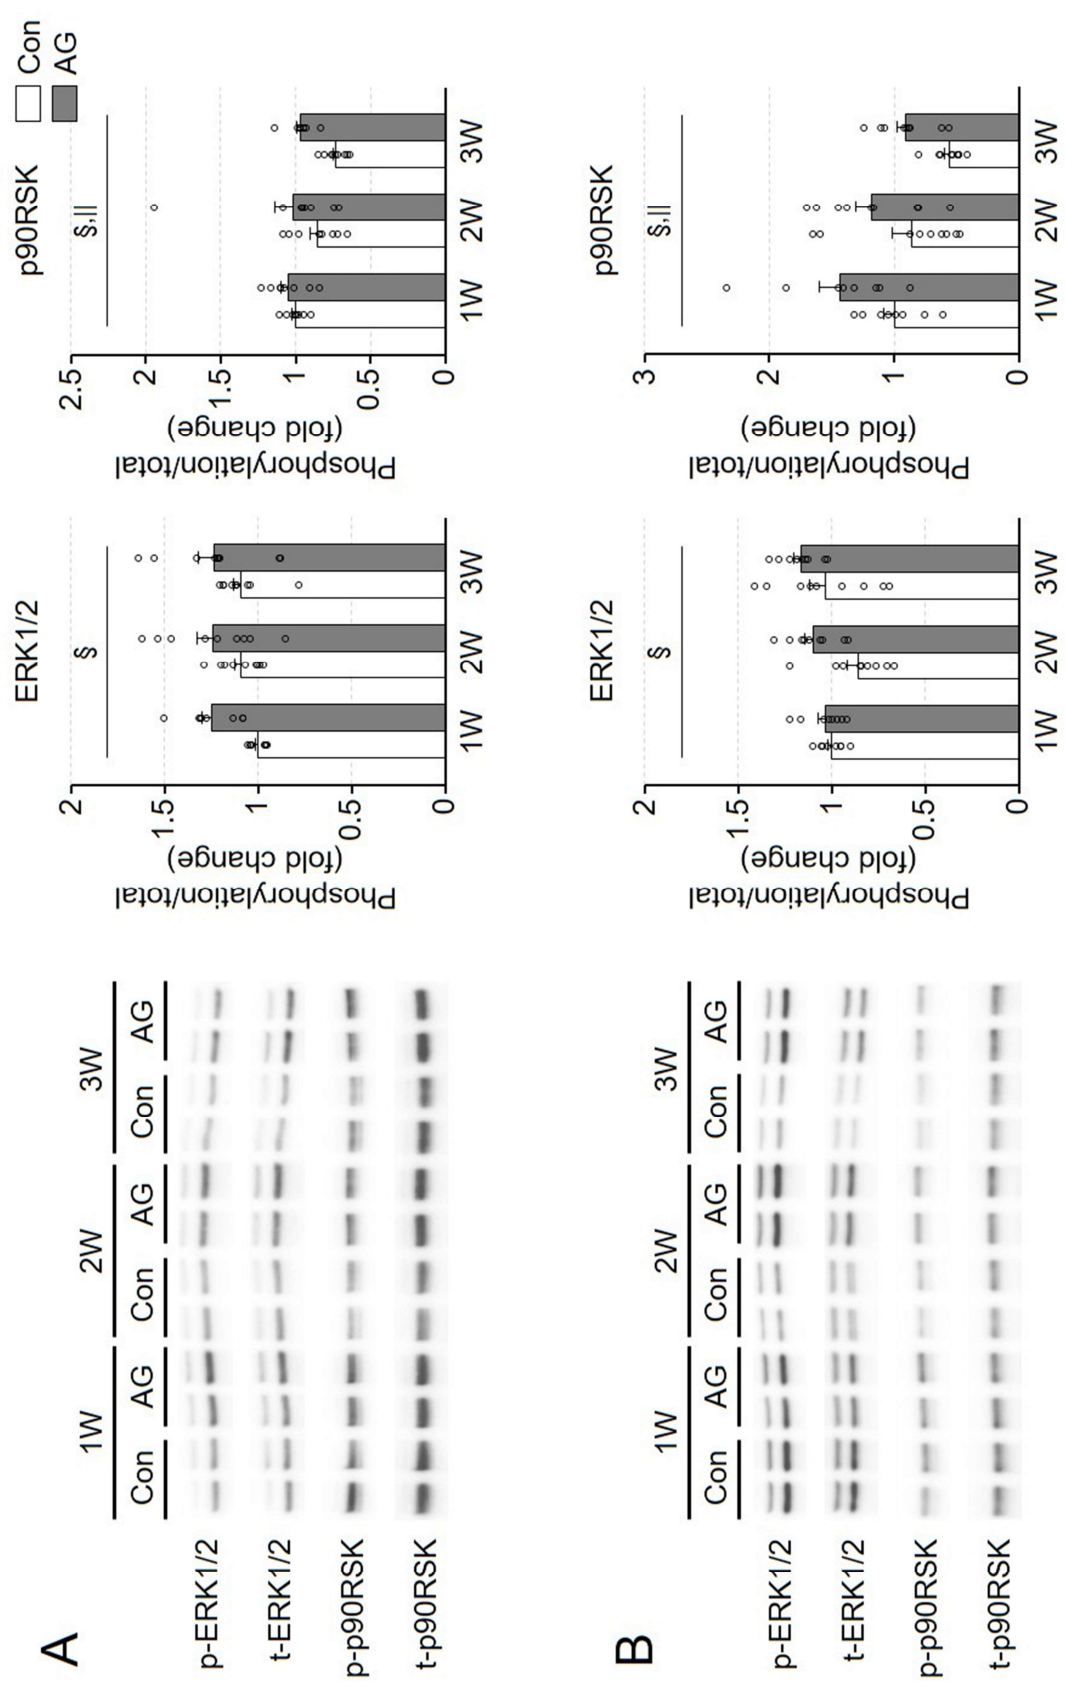 A
1W
2W
3W
Con
AG
Con
AG
Con
AG
p-ERK1/2
t-ERK1/2
p-p90RSK
t-p90RSK
ERK1/2
§
Phosphorylation/total
(fold change)
2
1.5
1
0.5
0
1W
2W
3W
p90RSK
Con
AG
§,||
Phosphorylation/total
(fold change)
2.5
2
1.5
1
0.5
0
1W
2W
3W
B
1W
2W
3W
Con
AG
Con
AG
Con
AG
p-ERK1/2
t-ERK1/2
p-p90RSK
t-p90RSK
ERK1/2
§
Phosphorylation/total
(fold change)
2
1.5
1
0.5
0
1W
2W
3W
p90RSK
§,||
Phosphorylation/total
(fold change)
3
2
1
0
1W
2W
3W